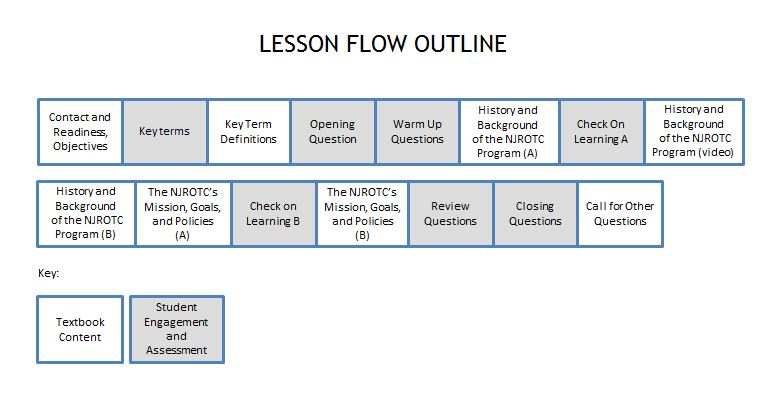 LESSON FLOW OUTLINE
Contact and
Readiness,
Objectives
Key terms
Key Term
Definitions
Opening
Question
Warm Up
Questions
History and
Background
of the NJROTC
Program (A)
Check On
Learning A
History and
Background
of the NJROTC
Program (video)
History and
Background
of the NJROTC
Program (B)
The NJROTC's
Mission, Goals,
and Policies
(A)
Check on
Learning B
The NJROTC's
Mission, Goals,
and Policies
(B)
Review
Questions
Closing
Questions
Call for Other
Questions
Key:
Textbook
Content
Student
Engagement
and
Assessment